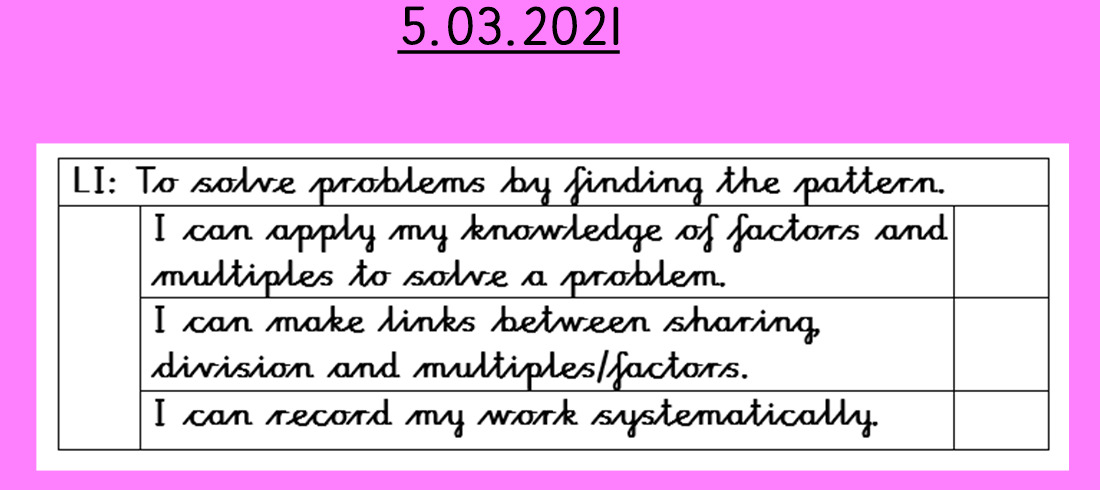 5.03.2021
LI: To solve problems by finding the pattern.
I can apply my knowledge of factors and
multiples to solve a problem.
I can make links between sharing,
division and multiples/factors.
I can record my work systematically.